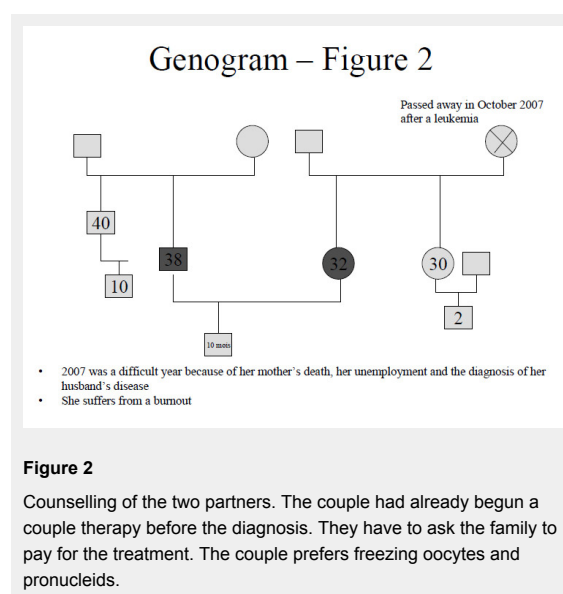 Genogram – Figure 2
Passed away in October 2007
after a leukemia
40
38
32
30
10
2
10 mois
• 2007 was a difficult year because of her mother's death, her unemployment and the diagnosis of her
husband's disease
• She suffers from a burnout
Figure 2
Counselling of the two partners. The couple had already begun a
couple therapy before the diagnosis. They have to ask the family to
pay for the treatment. The couple prefers freezing oocytes and
pronucleids.